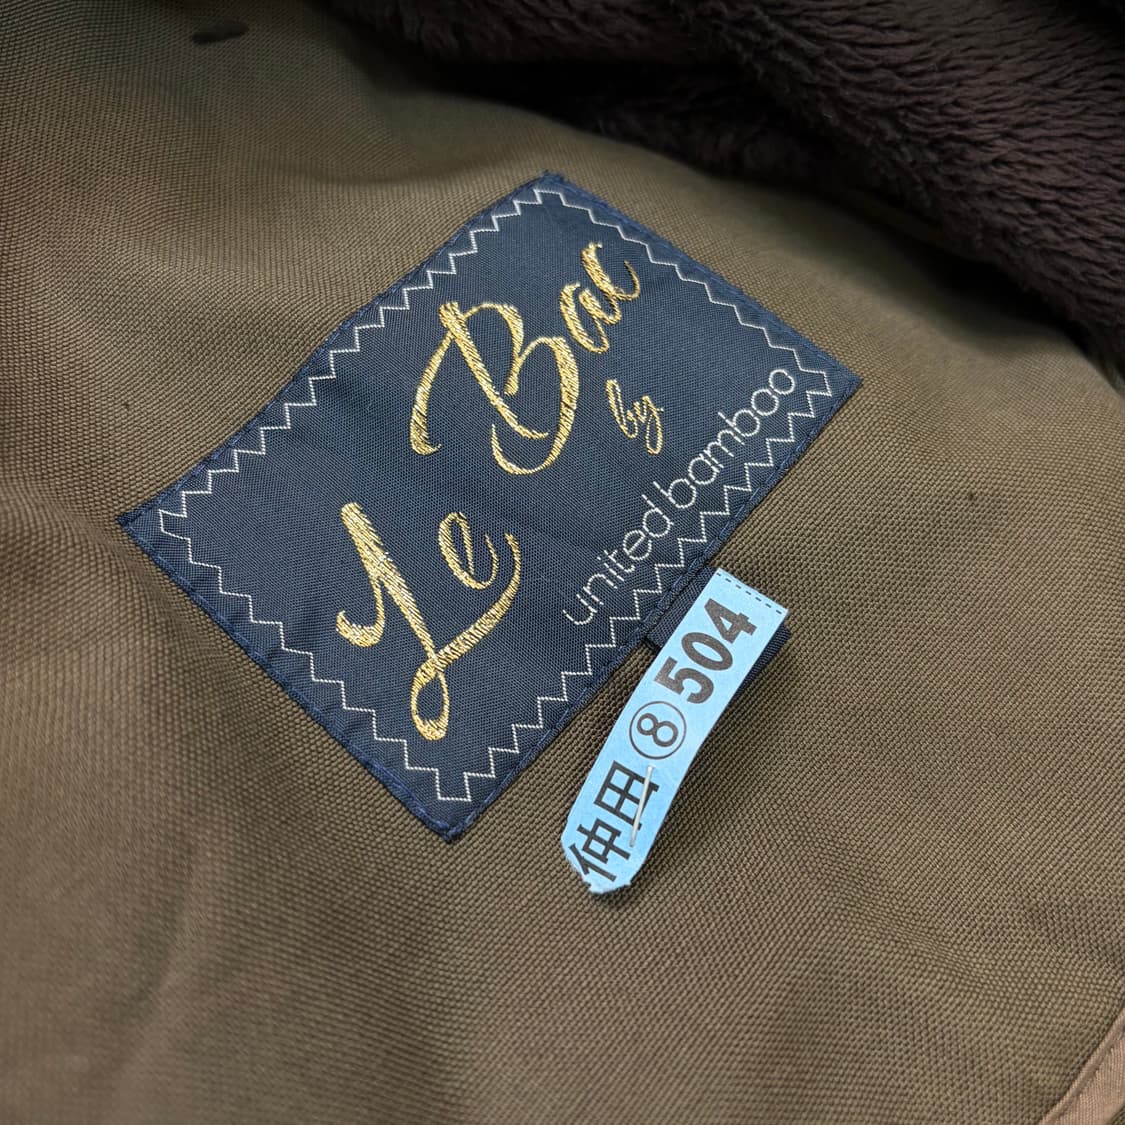 Le Bac
by
united bamboo
仲田⑧504